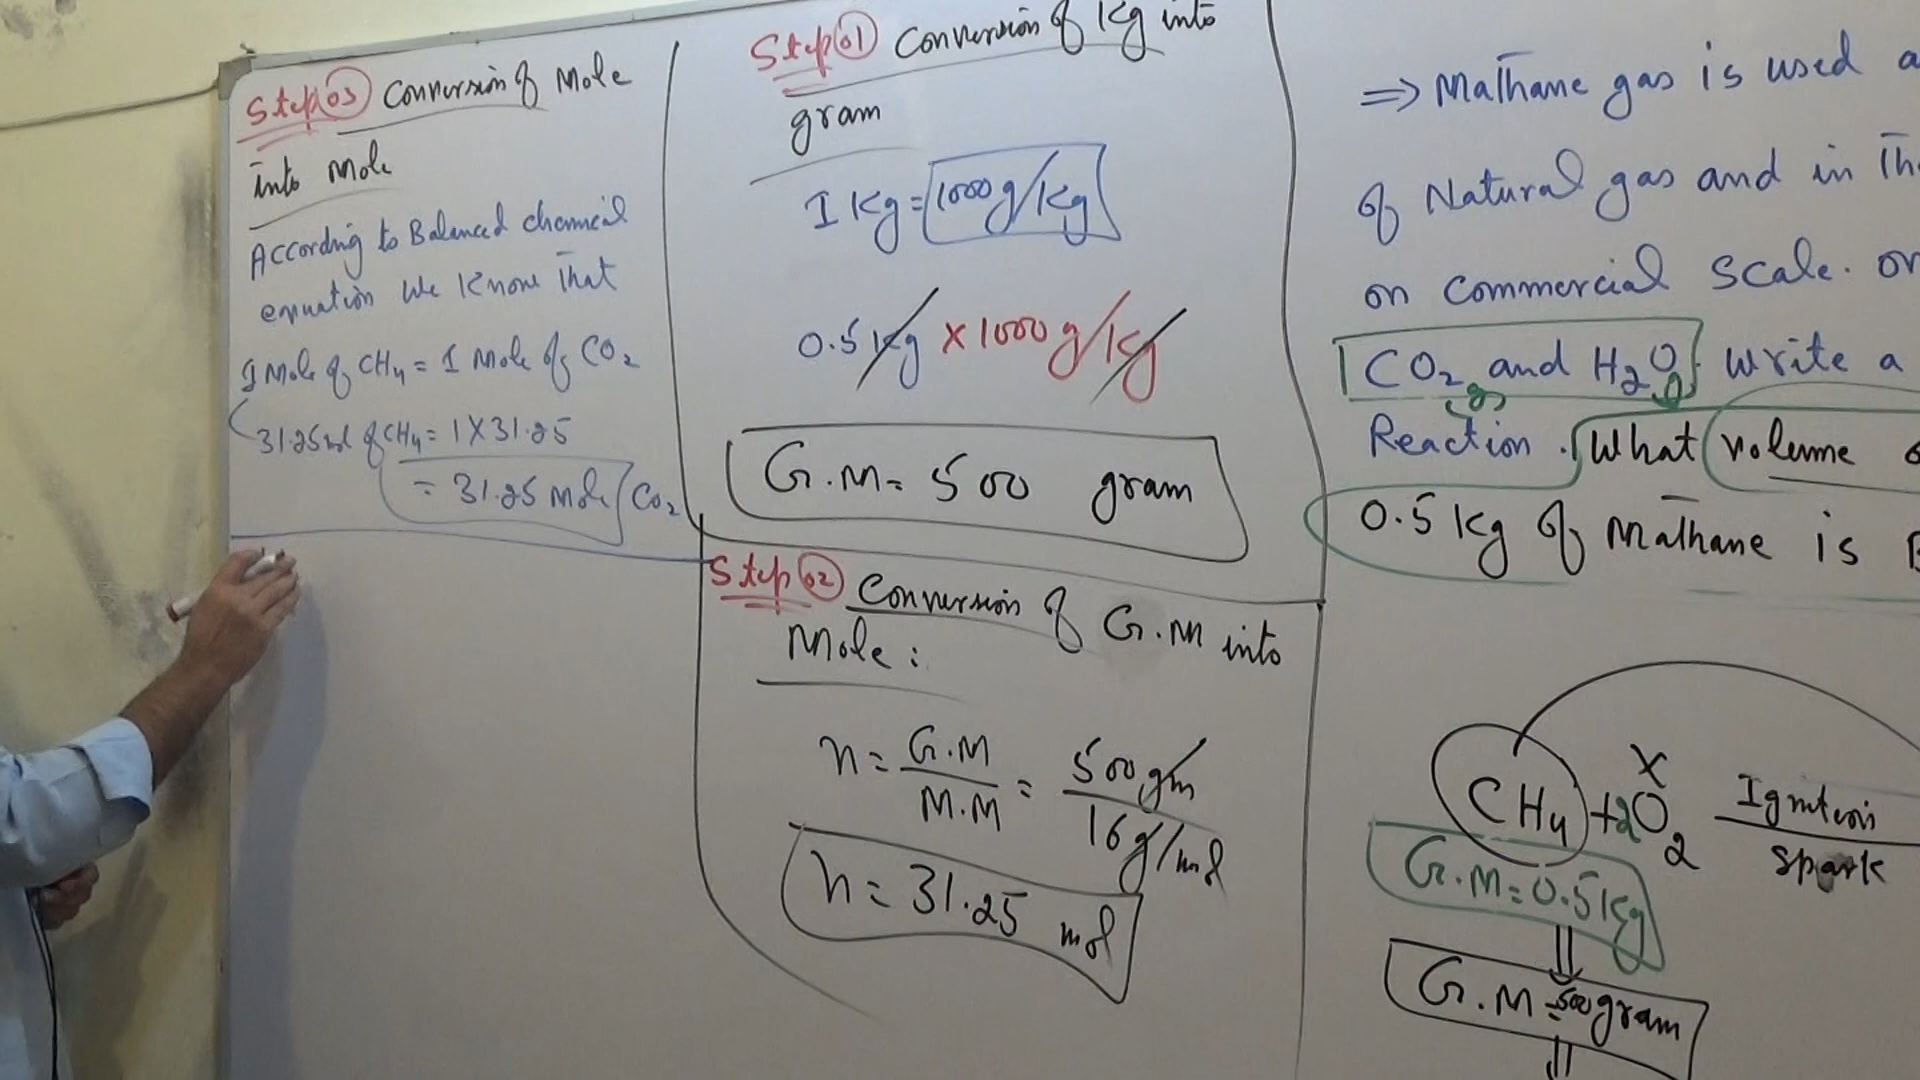 Step 03 Conversion of Mole
into Mole
According to Balanced chemical
equation We Know that
1 Mole of CH4 = 1 Mole of CO2
31.25 mol of CH4 = 1 X 31.25
= 31.25 mole CO2
Step 01 Conversion of Kg into
gram
1 Kg = 1000g/Kg
0.5 Kg x 1000 g/Kg
G.M = 500 gram
Step 02 Conversion of G.M into
Mole:
n = G.M / M.M = 500 gm / 16 g/mol
n = 31.25 mol
⇒ Mathane gas is used
of Natural gas and in
on commercial Scale. on
CO2 and H2O. Write a
g
Reaction. What volume
0.5 Kg of Mathane is
CH4 + 2O2 Ignition
X
Spark
G.M = 0.5 Kg
G.M = 500 gram